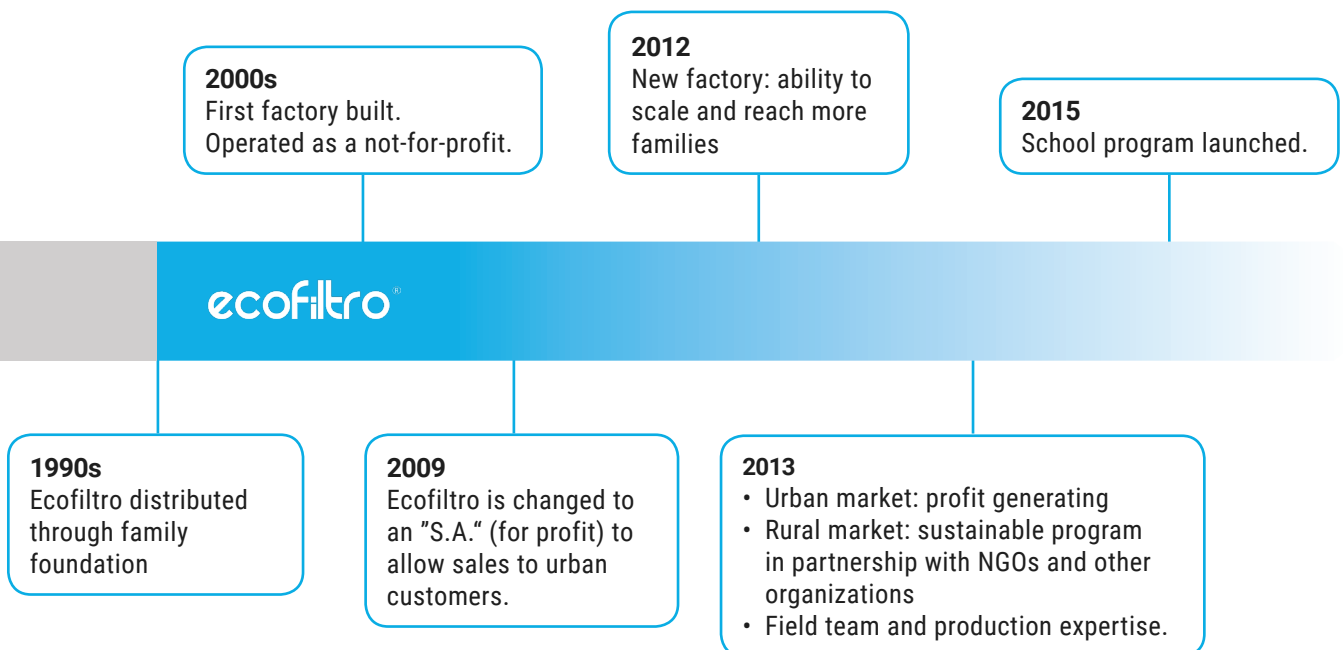 2000s
First factory built.
Operated as a not-for-profit.
2012
New factory: ability to
scale and reach more
families
2015
School program launched.
ecofiltro®
1990s
Ecofiltro distributed
through family
foundation
2009
Ecofiltro is changed to
an ”S.A.“ (for profit) to
allow sales to urban
customers.
2013
• Urban market: profit generating
• Rural market: sustainable program
in partnership with NGOs and other
organizations
• Field team and production expertise.